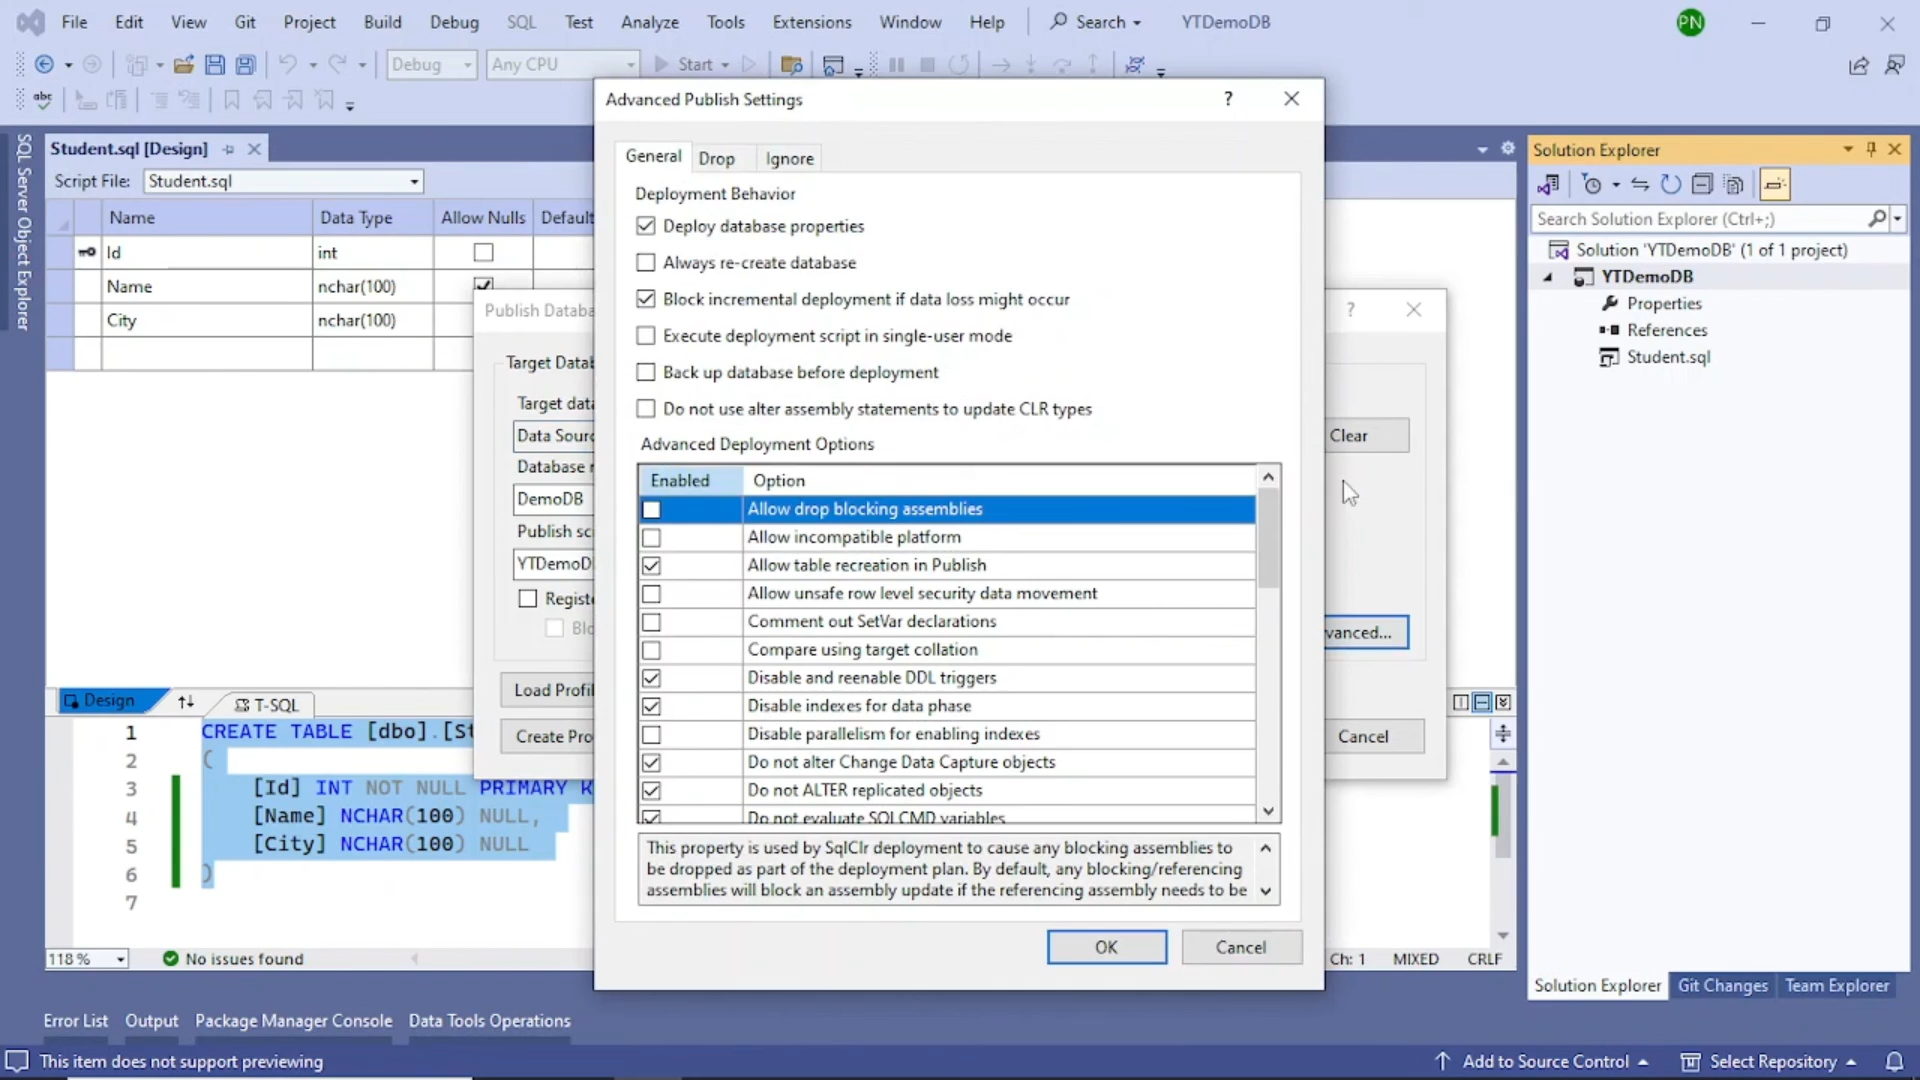 File Edit View Git Project Build Debug SQL Test Analyze Tools Extensions Window Help Search YTDemoDB PN
Debug Any CPU Start
abc
SQL Server Object Explorer
Student.sql [Design]
Script File: Student.sql
Name Data Type Allow Nulls Default
Id int
Name nchar(100)
City nchar(100)
Publish Databa
?
Target Datab
Target data
Data Sourc
Clear
Database
DemoDB
Publish sc
YTDemoD
Registe
Blo
vanced...
Load Profil
Create Pro
Cancel
Advanced Publish Settings
?
General Drop Ignore
Deployment Behavior
Deploy database properties
Always re-create database
Block incremental deployment if data loss might occur
Execute deployment script in single-user mode
Back up database before deployment
Do not use alter assembly statements to update CLR types
Advanced Deployment Options
Enabled Option
Allow drop blocking assemblies
Allow incompatible platform
Allow table recreation in Publish
Allow unsafe row level security data movement
Comment out SetVar declarations
Compare using target collation
Disable and reenable DDL triggers
Disable indexes for data phase
Disable parallelism for enabling indexes
Do not alter Change Data Capture objects
Do not ALTER replicated objects
Do not evaluate SQLCMD variables
This property is used by SqlClr deployment to cause any blocking assemblies to
be dropped as part of the deployment plan. By default, any blocking/referencing
assemblies will block an assembly update if the referencing assembly needs to be
OK Cancel
Solution Explorer
Search Solution Explorer (Ctrl+;)
Solution 'YTDemoDB' (1 of 1 project)
YTDemoDB
Properties
References
Student.sql
Design T-SQL
1 CREATE TABLE [dbo].[St
2 (
3 [Id] INT NOT NULL PRIMARY K
4 [Name] NCHAR(100) NULL,
5 [City] NCHAR(100) NULL
6 )
7
118 % No issues found Ch: 1 MIXED CRLF
Solution Explorer Git Changes Team Explorer
Error List Output Package Manager Console Data Tools Operations
This item does not support previewing Add to Source Control Select Repository